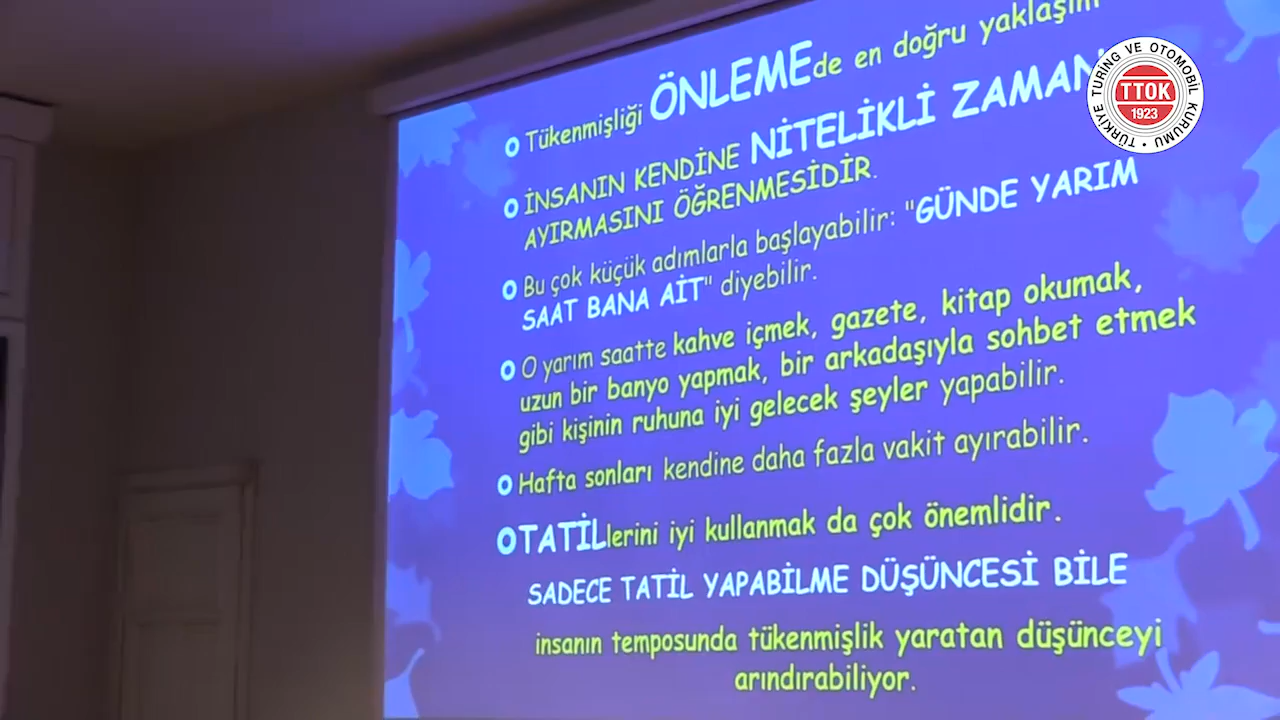 Tükenmişliği ÖNLEMEde en doğru yaklaşım
İNSANIN KENDİNE NİTELİKLİ ZAMAN
AYIRMASINI ÖĞRENMESİDİR.
Bu çok küçük adımlarla başlayabilir: "GÜNDE YARIM
SAAT BANA AİT" diyebilir.
O yarım saatte kahve içmek, gazete, kitap okumak,
uzun bir banyo yapmak, bir arkadaşıyla sohbet etmek
gibi kişinin ruhuna iyi gelecek şeyler yapabilir.
Hafta sonları kendine daha fazla vakit ayırabilir.
TATİLlerini iyi kullanmak da çok önemlidir.
SADECE TATİL YAPABİLME DÜŞÜNCESİ BİLE
insanın temposunda tükenmişlik yaratan düşünceyi
arındırabiliyor.
TÜRKİYE TURİNG VE OTOMOBİL KURUMU
TTOK
1923